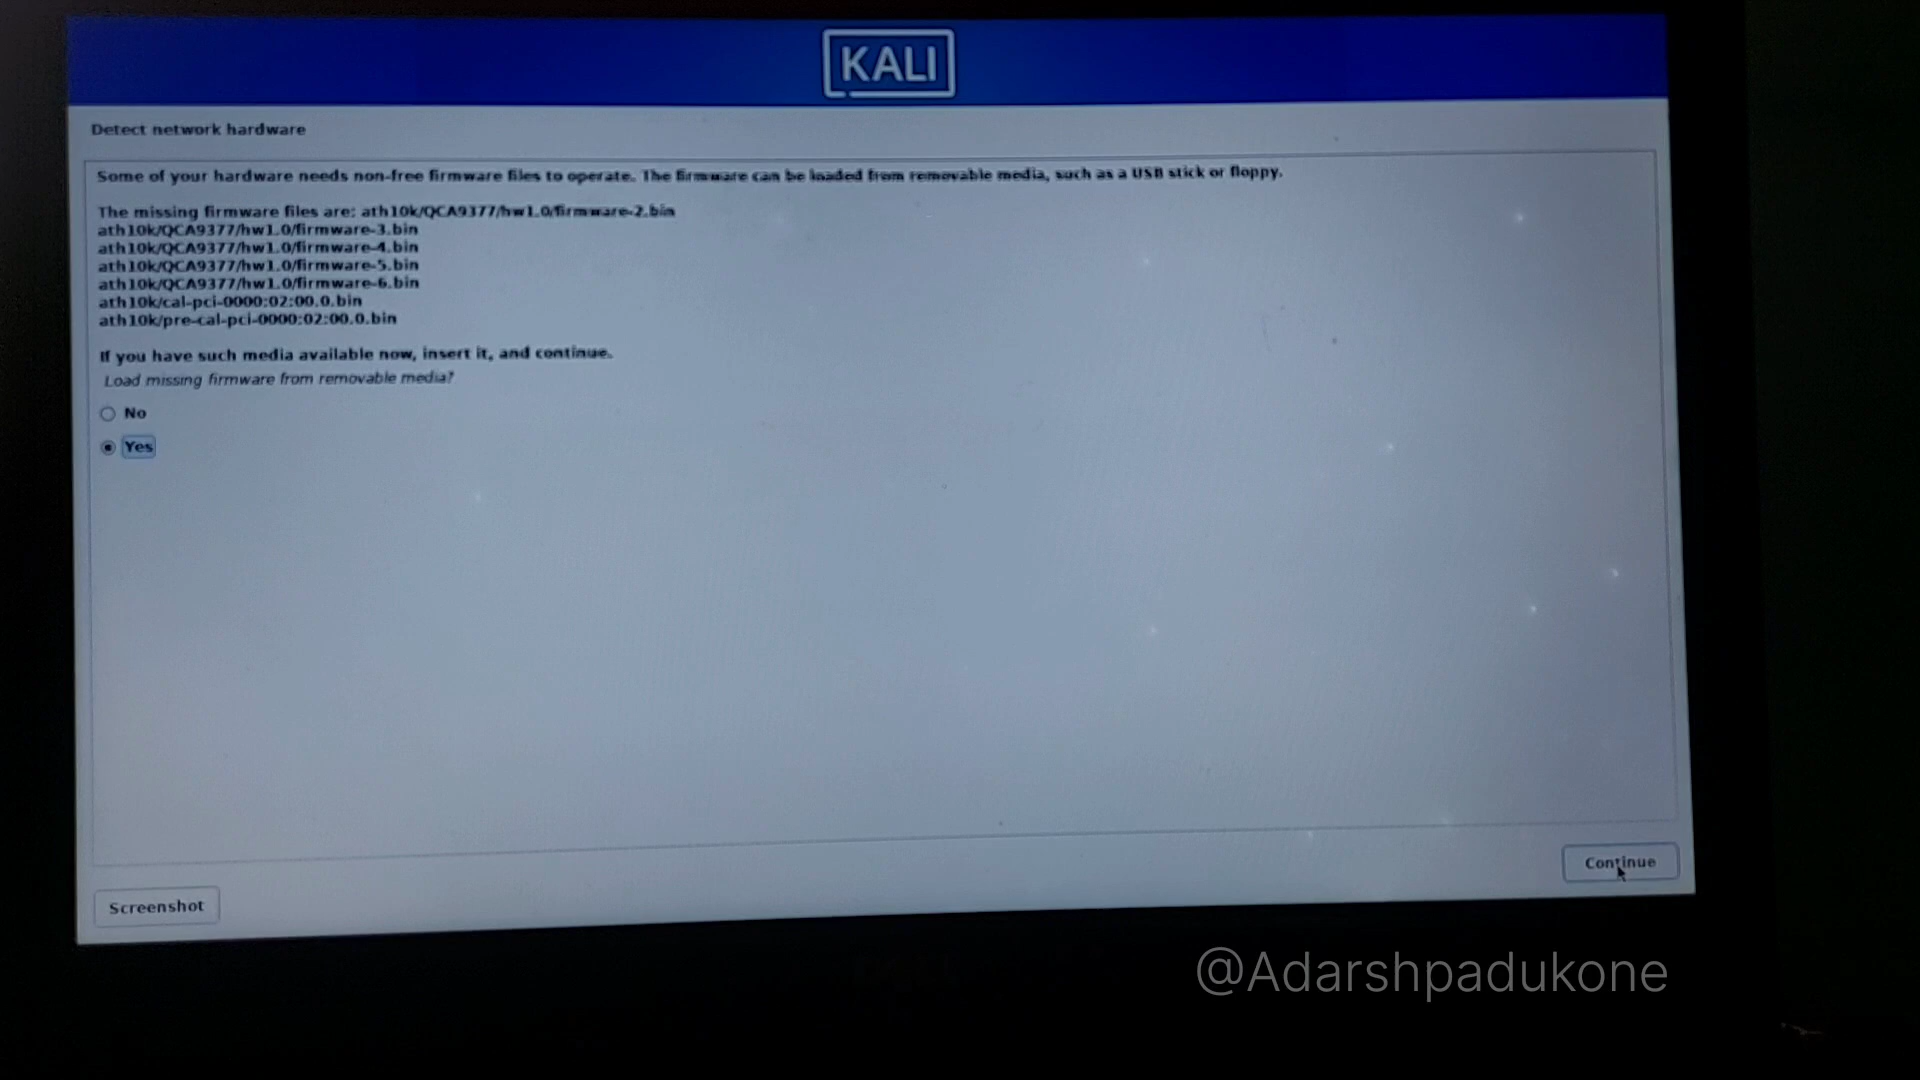 KALI
Detect network hardware
Some of your hardware needs non-free firmware files to operate. The firmware can be loaded from removable media, such as a USB stick or floppy.
The missing firmware files are: ath10k/QCA9377/hw1.0/firmware-2.bin
ath10k/QCA9377/hw1.0/firmware-3.bin
ath10k/QCA9377/hw1.0/firmware-4.bin
ath10k/QCA9377/hw1.0/firmware-5.bin
ath10k/QCA9377/hw1.0/firmware-6.bin
ath10k/cal-pci-0000:02:00.0.bin
ath10k/pre-cal-pci-0000:02:00.0.bin
If you have such media available now, insert it, and continue.
Load missing firmware from removable media?
No
Yes
Continue
Screenshot
@Adarshpadukone